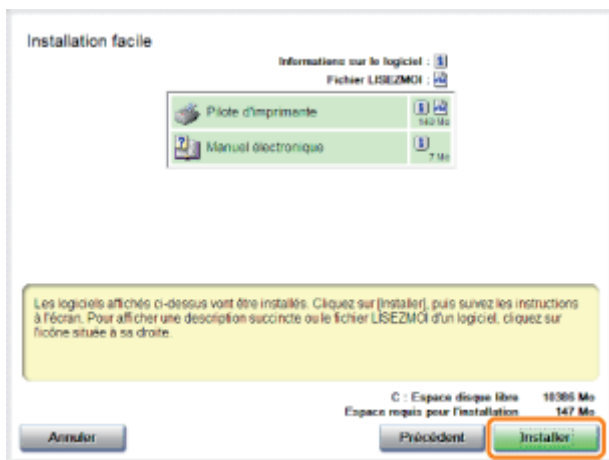 Installation facile
Informations sur le logiciel :
Fichier LISEZMOI :
Pilote d'imprimante
140 Mo
Manuel électronique
7 Mo
Les logiciels affichés ci-dessus vont être installés. Cliquez sur [Installer], puis suivez les instructions
à l'écran. Pour afficher une description succincte ou le fichier LISEZMOI d'un logiciel, cliquez sur
l'icône située à sa droite.
C : Espace disque libre 10386 Mo
Espace requis pour l'installation 147 Mo
Annuler
Précédent
Installer